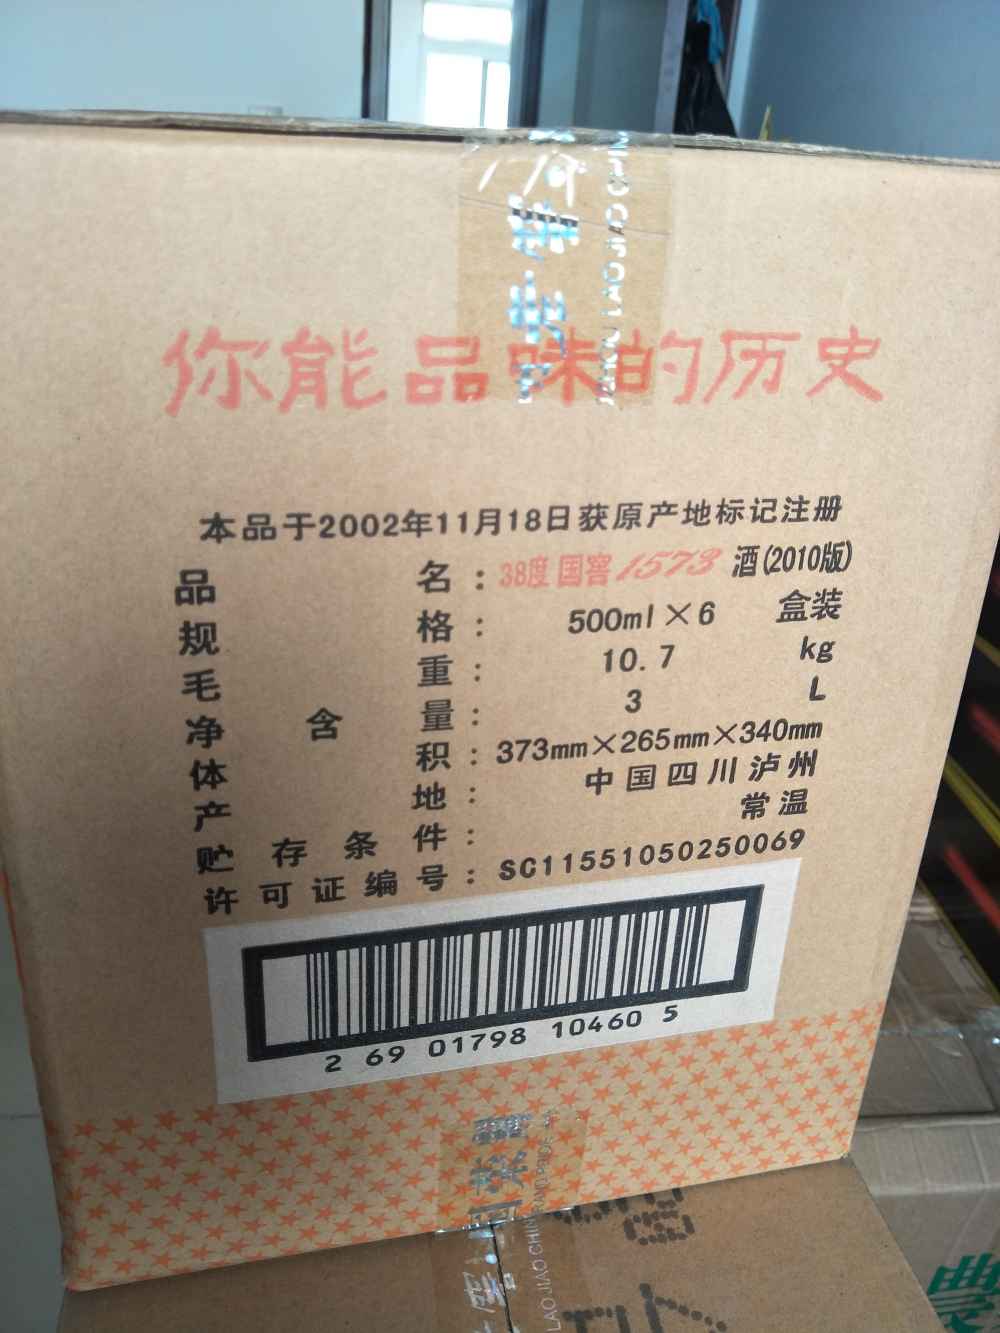 你能品味的历史
本品于2002年11月18日获原产地标记注册
品名：38度国窖1573酒(2010版)
规格：500ml×6 盒装
毛重：10.7 kg
净含量：3 L
体积：373mm×265mm×340mm
产地：中国四川泸州
贮存条件：常温
许可证编号：SC11551050250069
2 69 01798 10460 5
LAO JIAO CHIN
農